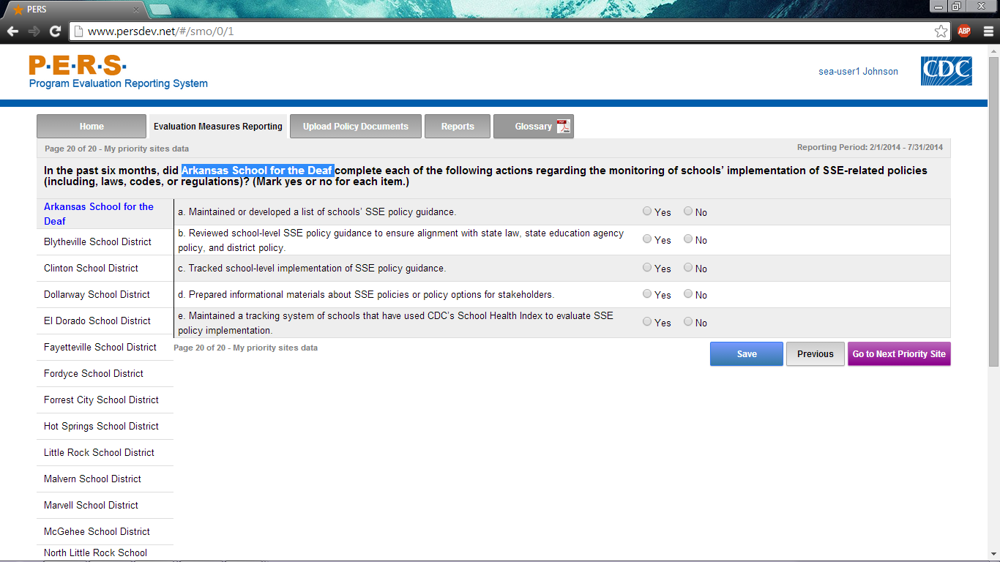 PERS
www.persdev.net/#/smo/0/1
ABP
P·E·R·S·
Program Evaluation Reporting System
sea-user1 Johnson
CDC
Home
Evaluation Measures Reporting
Upload Policy Documents
Reports
Glossary
Page 20 of 20 - My priority sites data
Reporting Period: 2/1/2014 - 7/31/2014
In the past six months, did Arkansas School for the Deaf complete each of the following actions regarding the monitoring of schools’ implementation of SSE-related policies
(including, laws, codes, or regulations)? (Mark yes or no for each item.)
Arkansas School for the
Deaf
Blytheville School District
Clinton School District
Dollarway School District
El Dorado School District
Fayetteville School District
Fordyce School District
Forrest City School District
Hot Springs School District
Little Rock School District
Malvern School District
Marvell School District
McGehee School District
North Little Rock School
a. Maintained or developed a list of schools’ SSE policy guidance.
Yes No
b. Reviewed school-level SSE policy guidance to ensure alignment with state law, state education agency
policy, and district policy.
Yes No
c. Tracked school-level implementation of SSE policy guidance.
Yes No
d. Prepared informational materials about SSE policies or policy options for stakeholders.
Yes No
e. Maintained a tracking system of schools that have used CDC’s School Health Index to evaluate SSE
policy implementation.
Yes No
Page 20 of 20 - My priority sites data
Save
Previous
Go to Next Priority Site